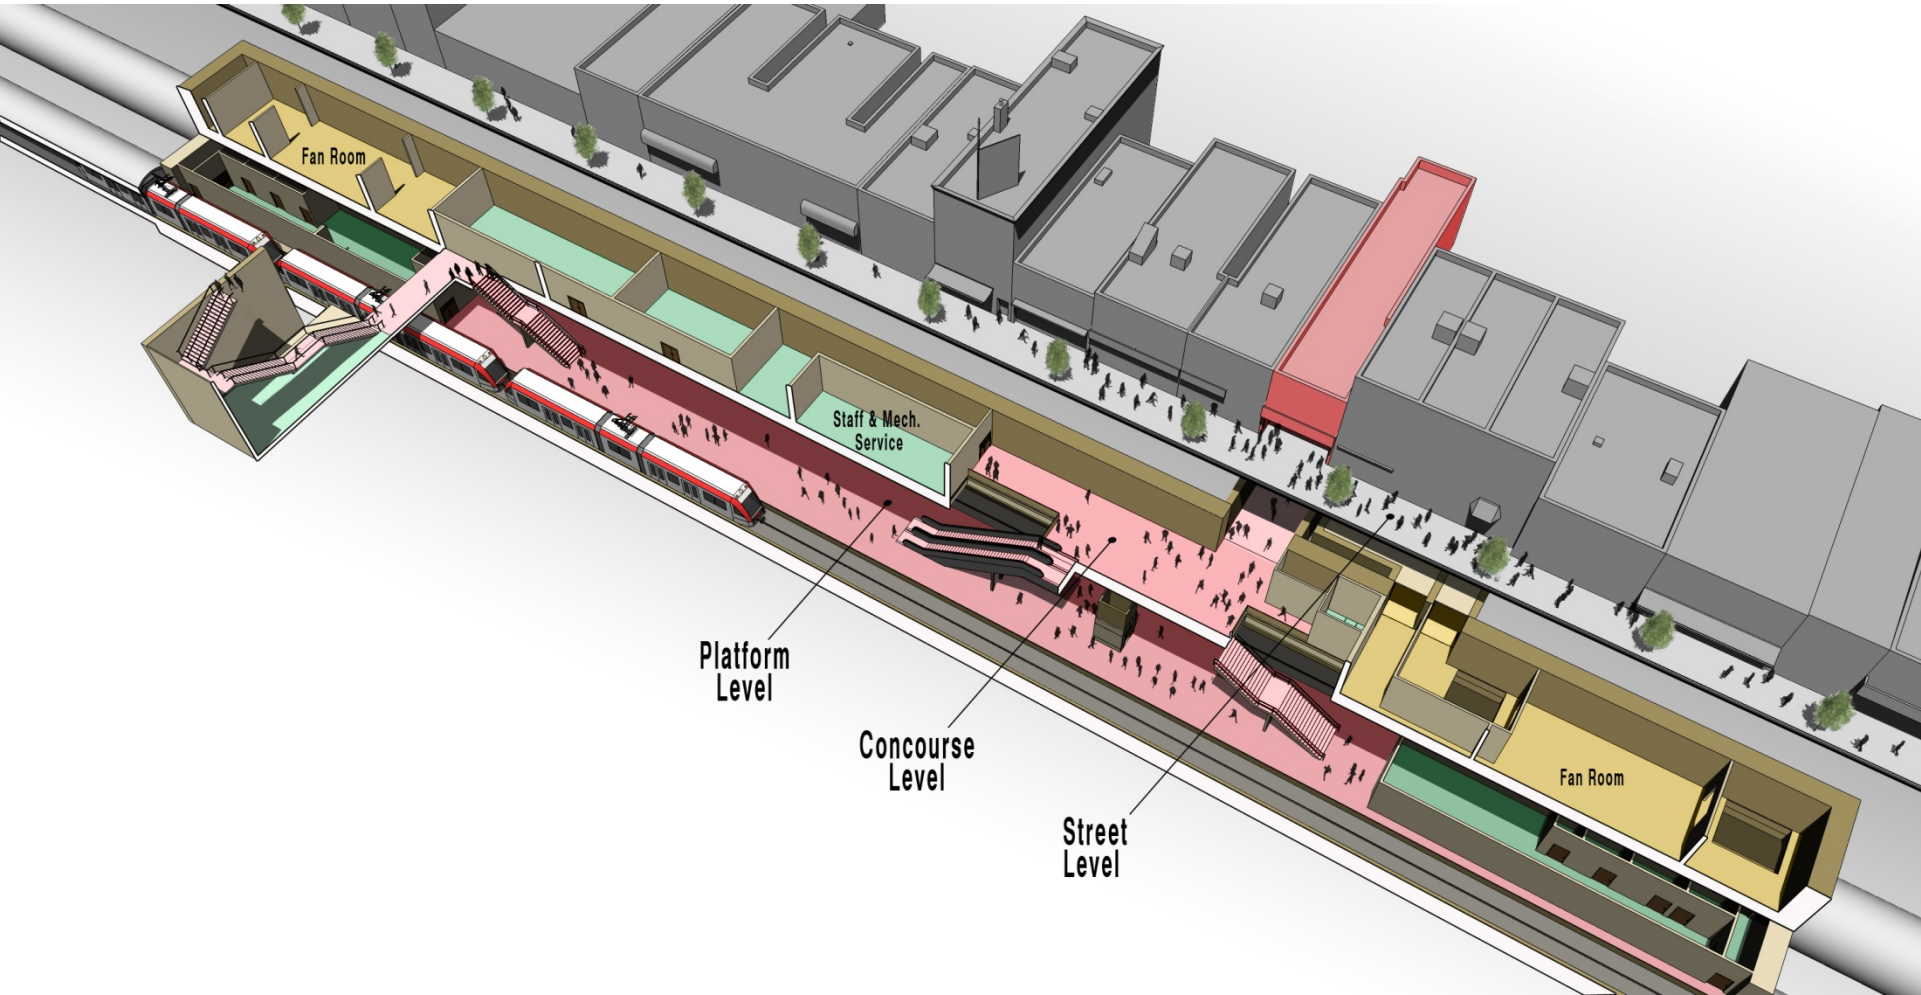 Fan Room
Staff & Mech.
Service
Platform
Level
Concourse
Level
Street
Level
Fan Room